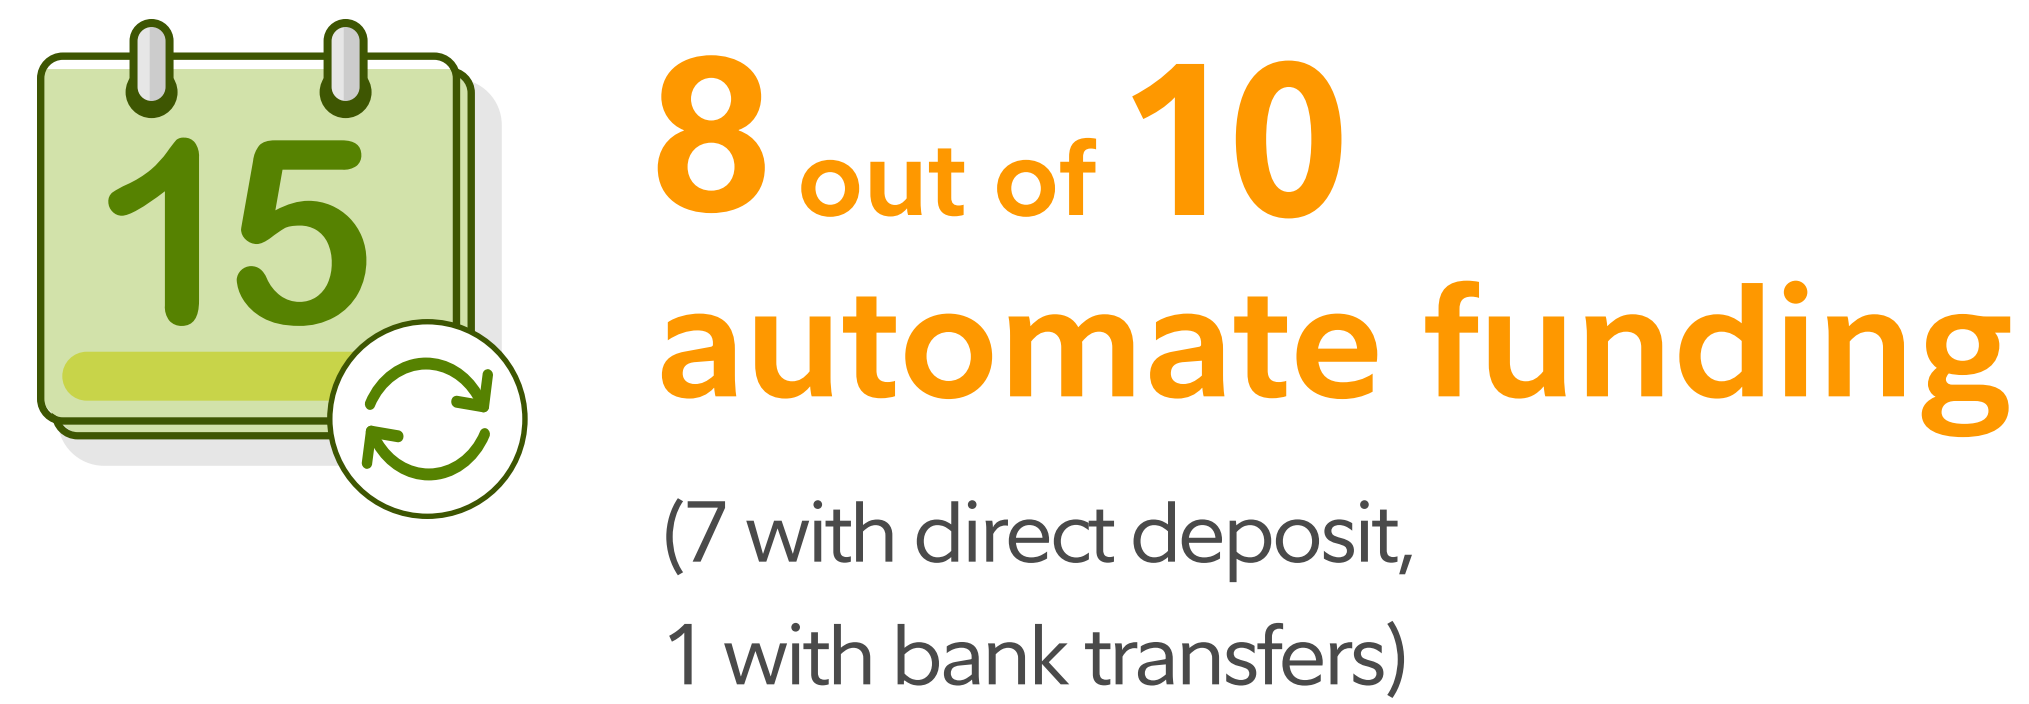 15
8 out of 10
automate funding
(7 with direct deposit,
1 with bank transfers)